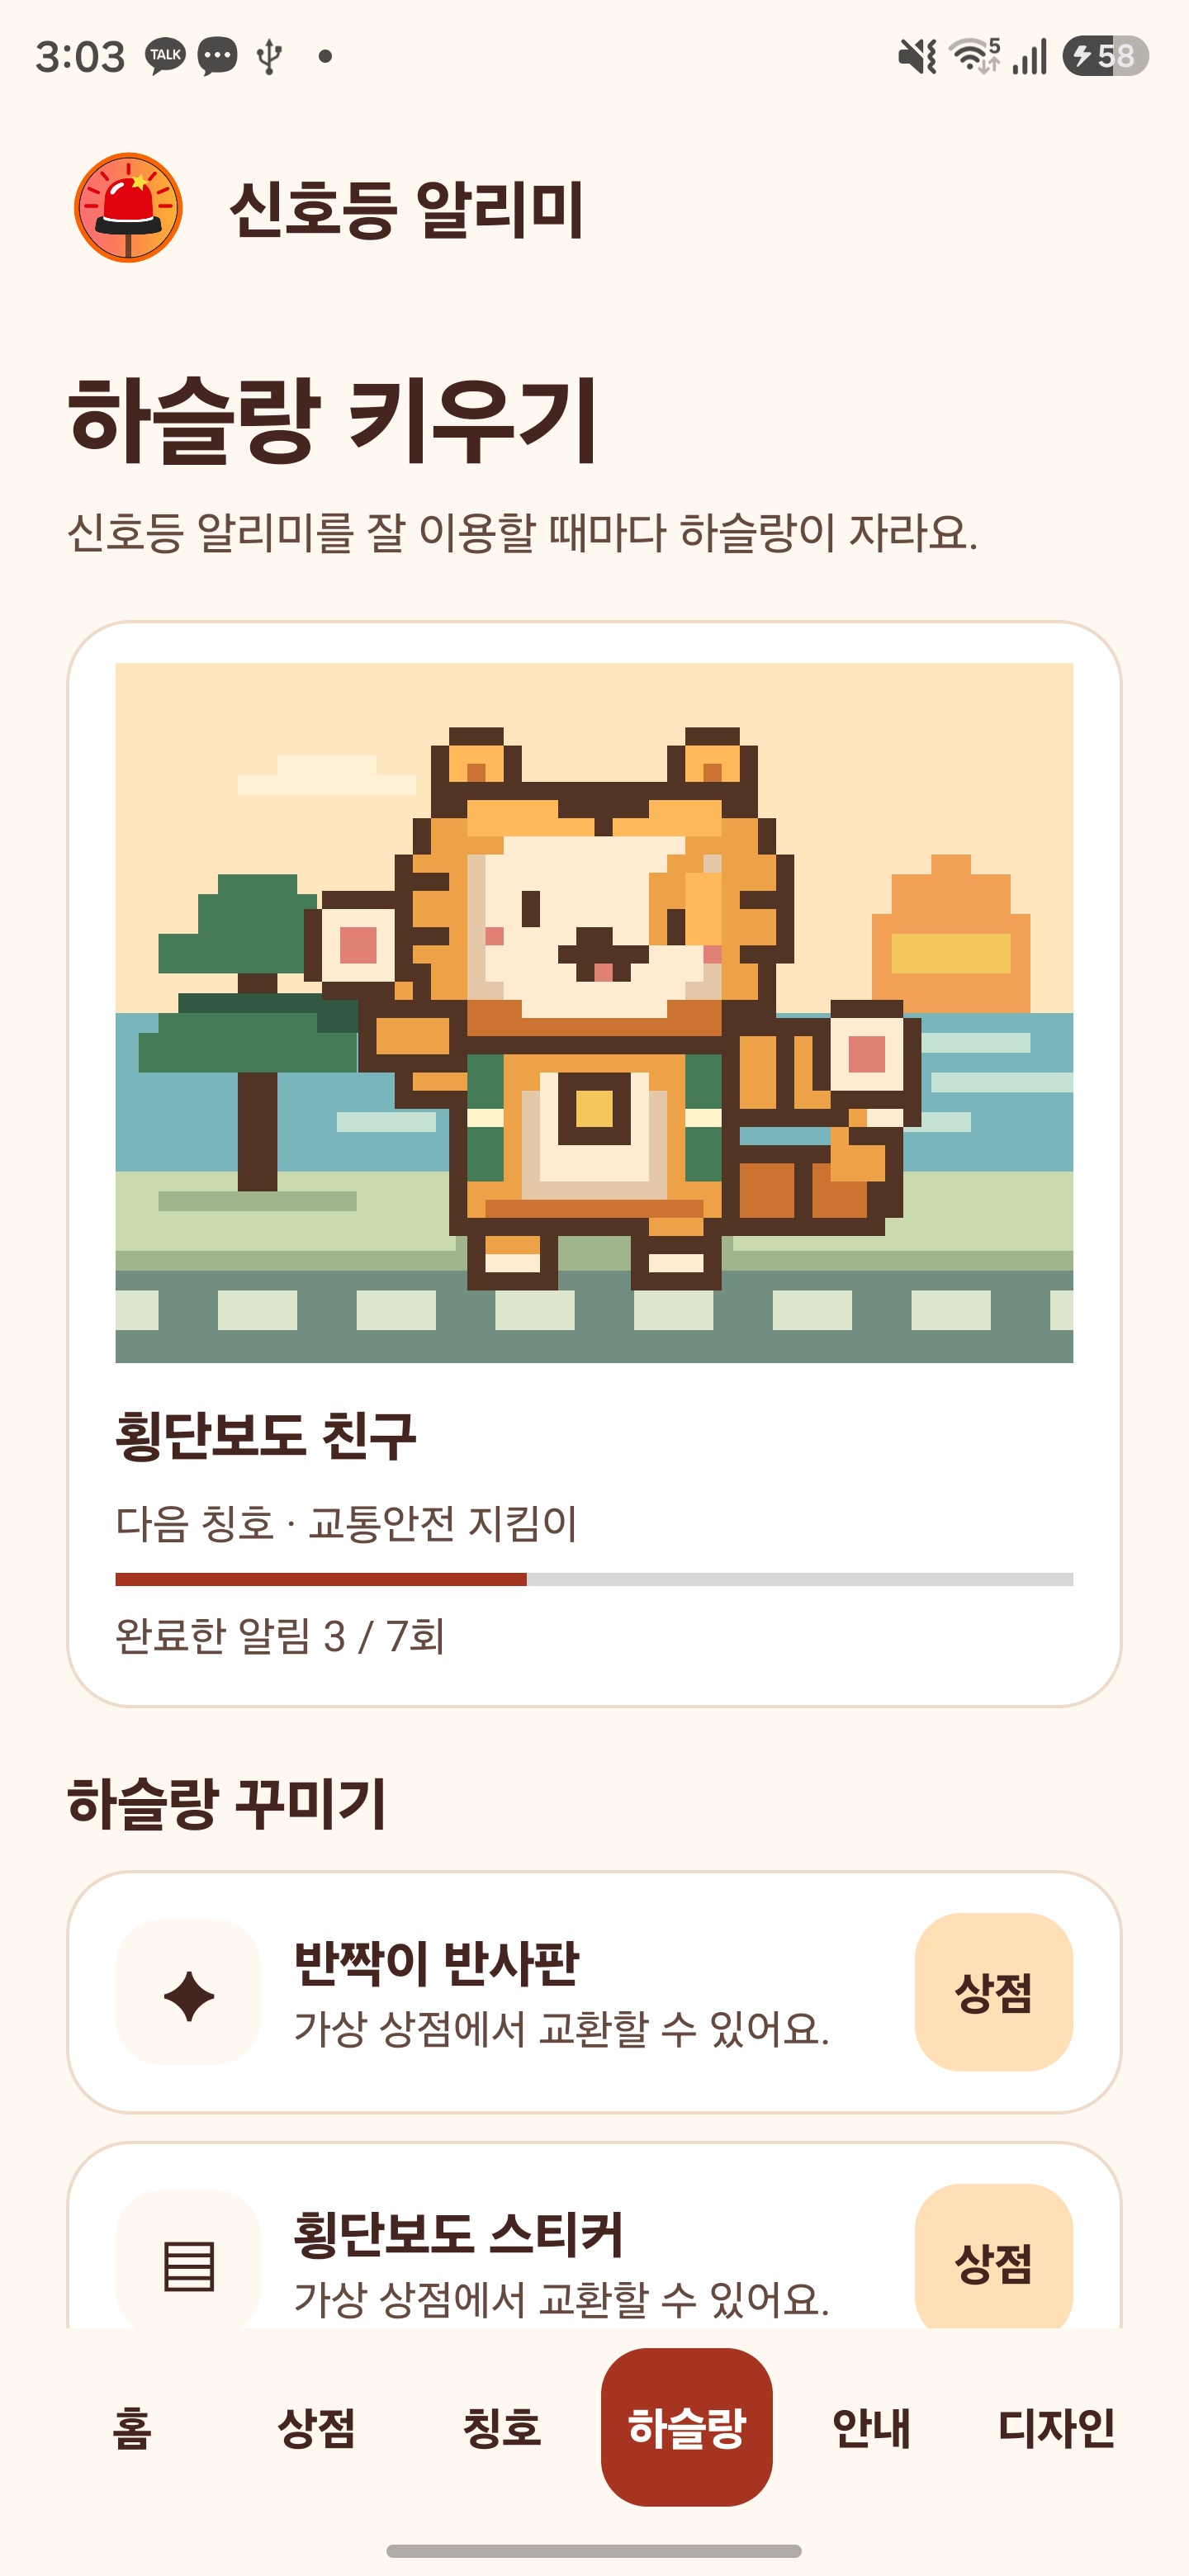 3:03 TALK 5 58
신호등 알리미
하슬랑 키우기
신호등 알리미를 잘 이용할 때마다 하슬랑이 자라요.
횡단보도 친구
다음 칭호 · 교통안전 지킴이
완료한 알림 3 / 7회
하슬랑 꾸미기
반짝이 반사판
가상 상점에서 교환할 수 있어요.
상점
횡단보도 스티커
가상 상점에서 교환할 수 있어요.
상점
홈 상점 칭호 하슬랑 안내 디자인